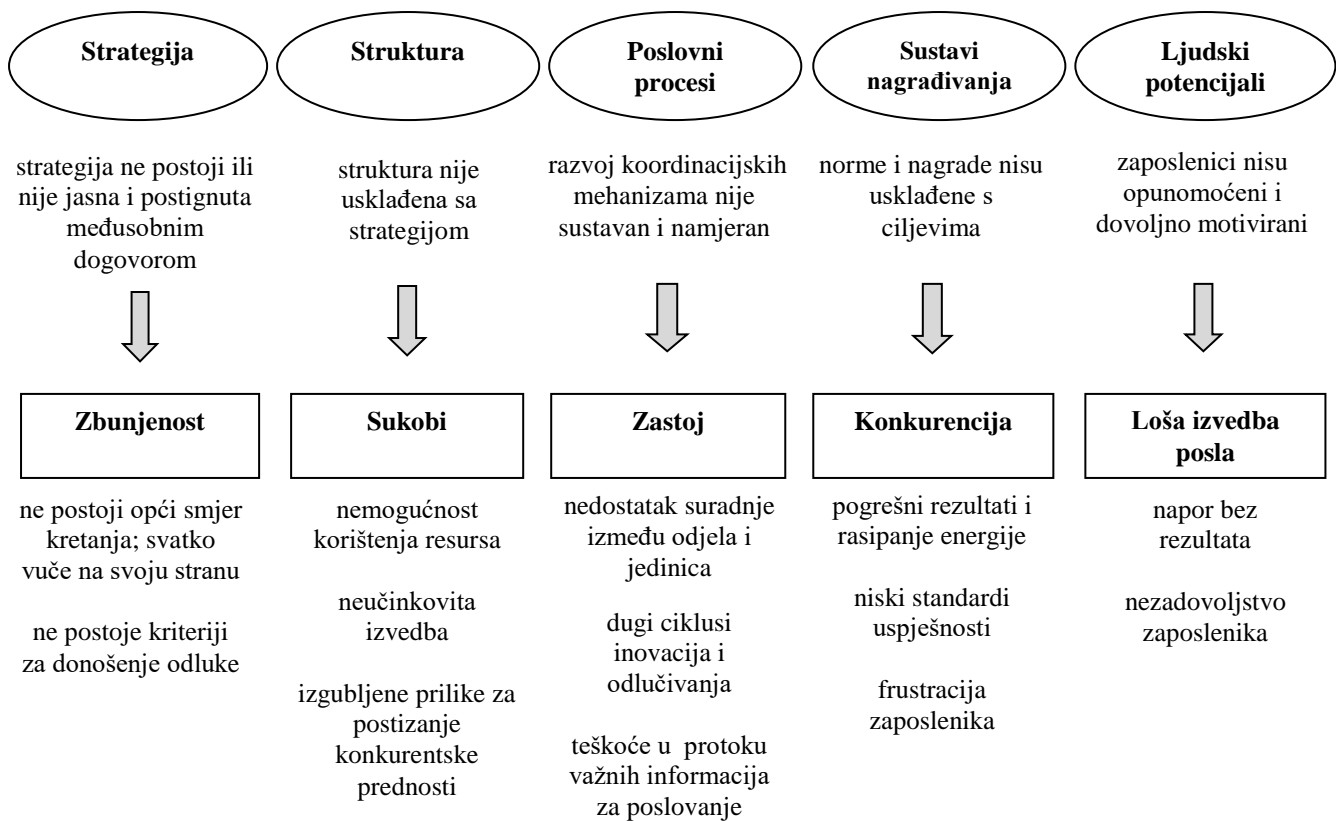 Strategija
strategija ne postoji ili
nije jasna i postignuta
međusobnim
dogovorom
Zbunjenost
ne postoji opći smjer
kretanja; svatko
vuče na svoju stranu
ne postoje kriteriji
za donošenje odluke
Struktura
struktura nije
usklađena sa
strategijom
Sukobi
nemogućnost
korištenja resursa
neučinkovita
izvedba
izgubljene prilike za
postizanje
konkurentske
prednosti
Poslovni
procesi
razvoj koordinacijskih
mehanizama nije
sustavan i namjeran
Zastoj
nedostatak suradnje
između odjela i
jedinica
dugi ciklusi
inovacija i
odlučivanja
teškoće u protoku
važnih informacija
za poslovanje
Sustavi
nagrađivanja
norme i nagrade nisu
usklađene s
ciljevima
Konkurencija
pogrešni rezultati i
rasipanje energije
niski standardi
uspješnosti
frustracija
zaposlenika
Ljudski
potencijali
zaposlenici nisu
opunomoćeni i
dovoljno motivirani
Loša izvedba
posla
napor bez
rezultata
nezadovoljstvo
zaposlenika